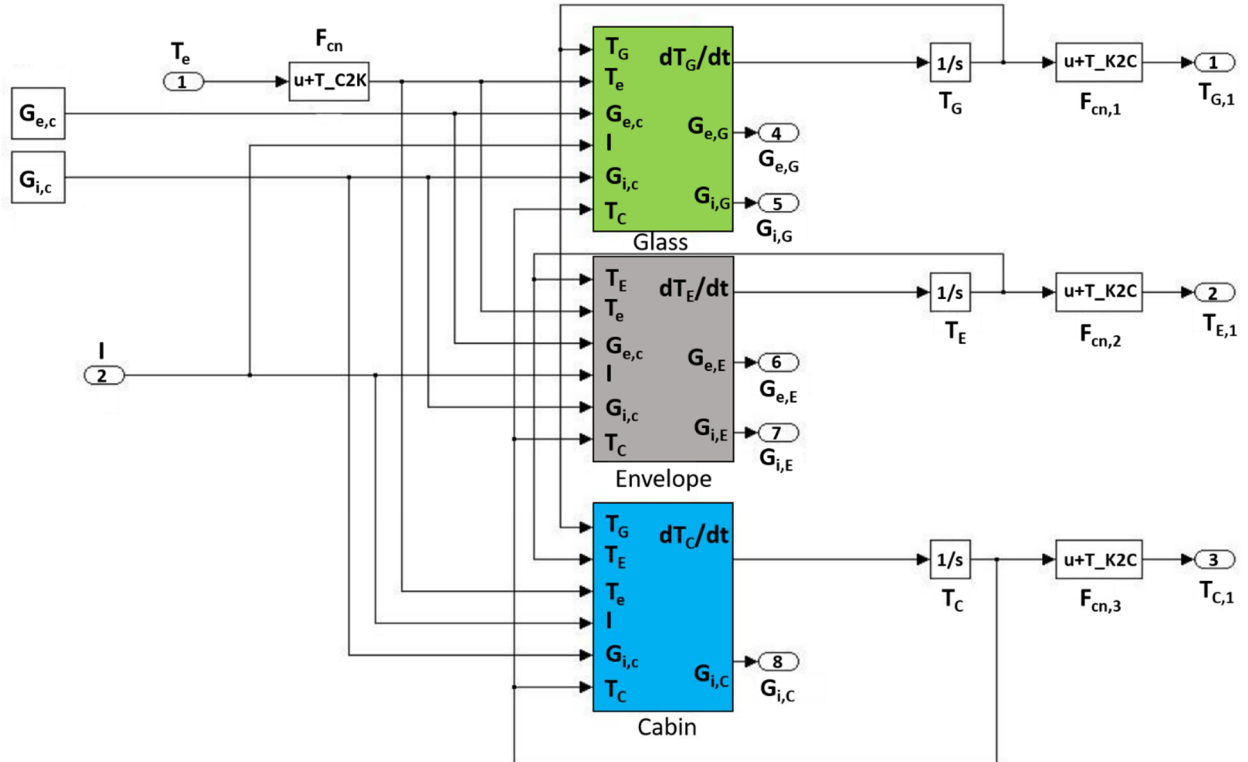 F_cn
T_e
1
u+T_C2K
G_e,c
G_i,c
I
2
T_G
T_e
G_e,c
I
G_i,c
T_C
dT_G/dt
G_e,G
G_i,G
Glass
4
G_e,G
5
G_i,G
1/s
T_G
u+T_K2C
F_cn,1
1
T_G,1
T_E
T_e
G_e,c
I
G_i,c
T_C
dT_E/dt
G_e,E
G_i,E
Envelope
6
G_e,E
7
G_i,E
1/s
T_E
u+T_K2C
F_cn,2
2
T_E,1
T_G
T_E
T_e
I
G_i,c
T_C
dT_C/dt
G_i,C
Cabin
8
G_i,C
1/s
T_C
u+T_K2C
F_cn,3
3
T_C,1